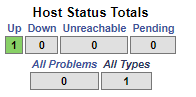 Host Status Totals
Up Down Unreachable Pending
1 0 0 0
All Problems All Types
0 1